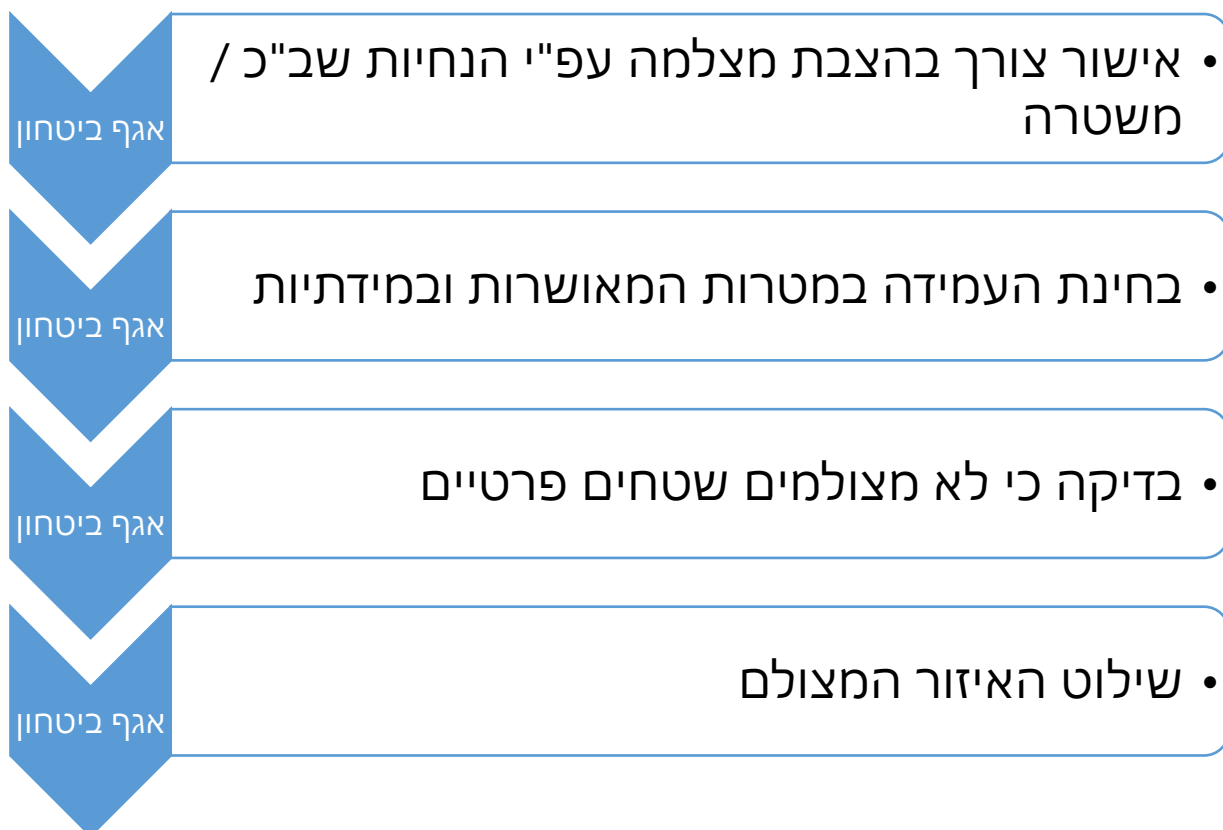 • אישור צורך בהצבת מצלמה עפ"י הנחיות שב"כ /
משטרה
אגף ביטחון
• בחינת העמידה במטרות המאושרות ובמידתיות
אגף ביטחון
• בדיקה כי לא מצולמים שטחים פרטיים
אגף ביטחון
• שילוט האיזור המצולם
אגף ביטחון